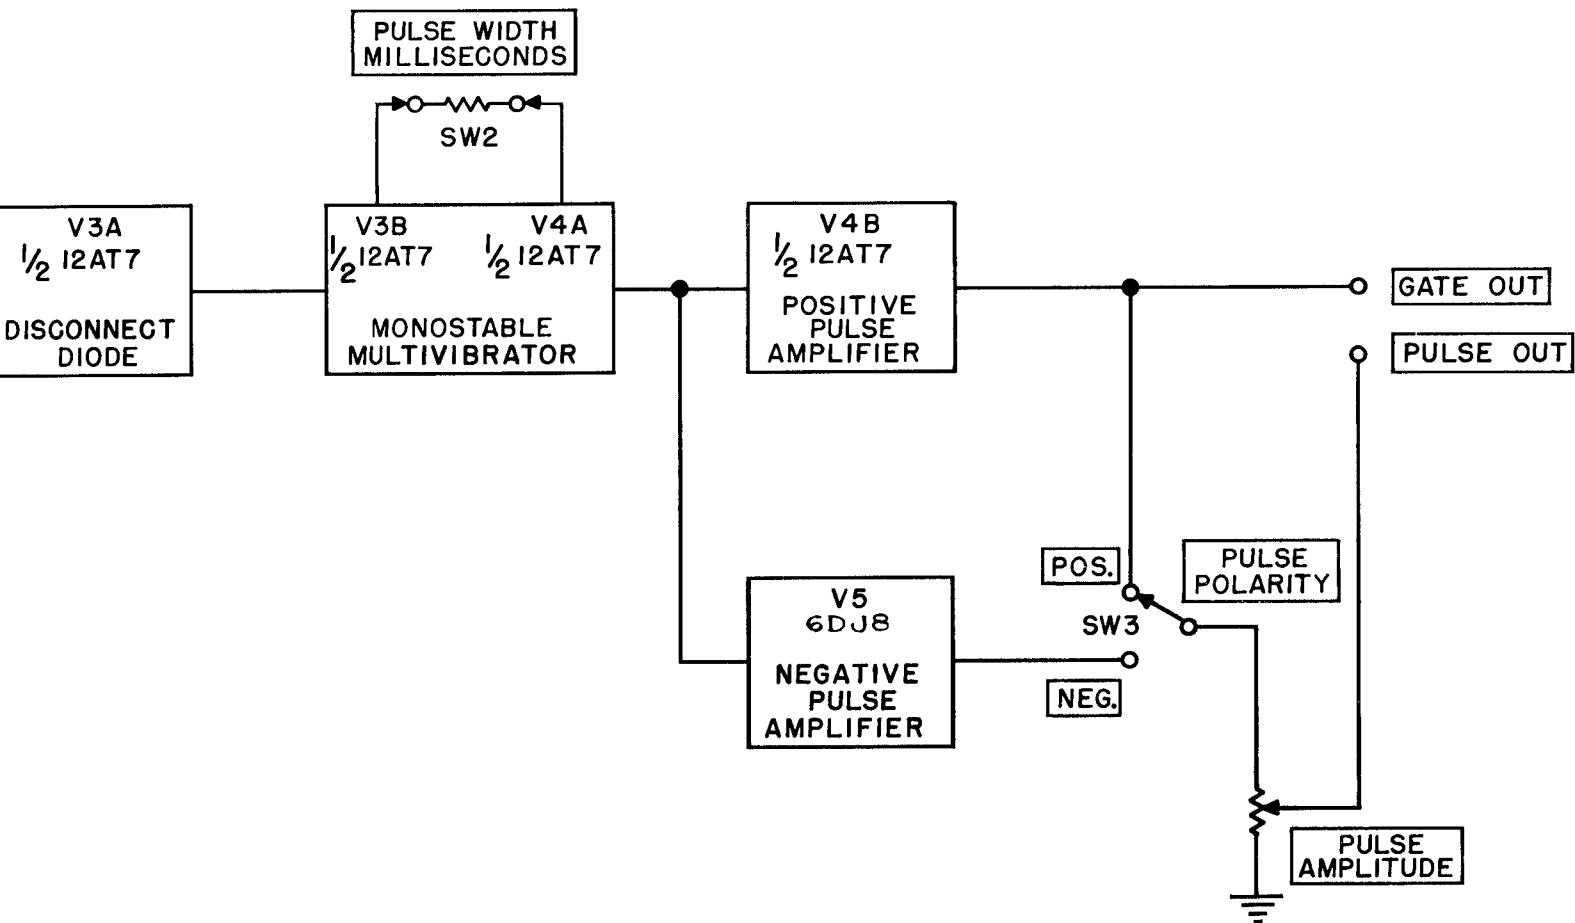 PULSE WIDTH
MILLISECONDS
SW2
V3A
½ 12AT7
DISCONNECT
DIODE
V3B
½ 12AT7
V4A
½ 12AT7
MONOSTABLE
MULTIVIBRATOR
V4B
½ 12AT7
POSITIVE
PULSE
AMPLIFIER
GATE OUT
PULSE OUT
POS.
PULSE
POLARITY
SW3
NEG.
V5
6DJ8
NEGATIVE
PULSE
AMPLIFIER
PULSE
AMPLITUDE